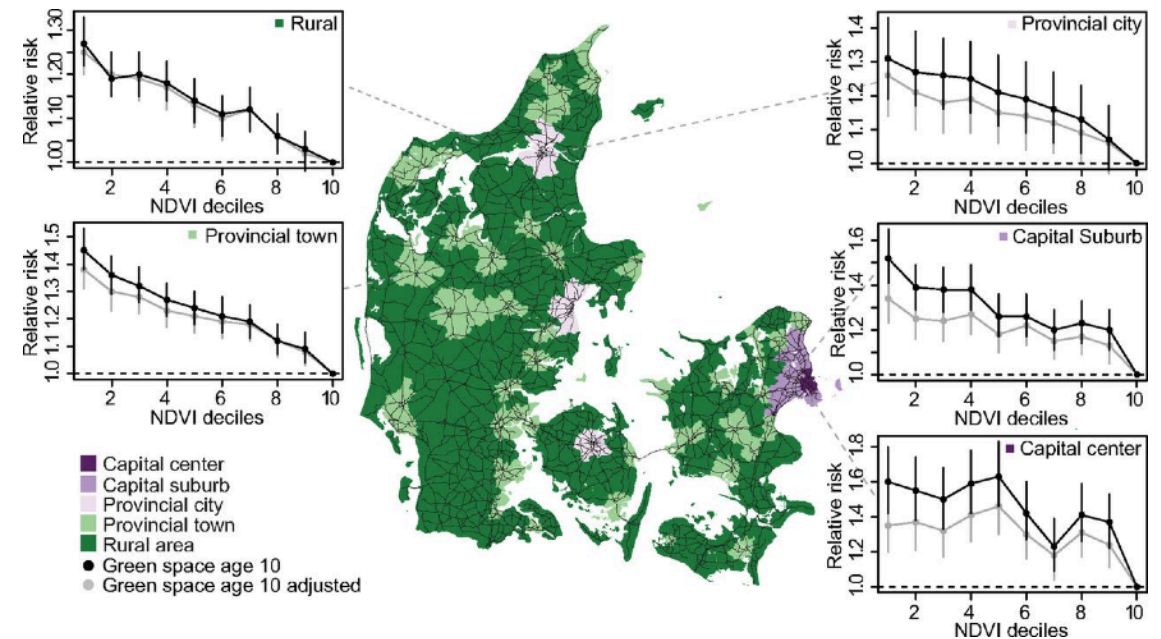 Rural
Relative risk
1.00 1.10 1.20 1.30
2 4 6 8 10
NDVI deciles
Provincial town
Relative risk
1.0 1.1 1.2 1.3 1.4 1.5
2 4 6 8 10
NDVI deciles
Capital center
Capital suburb
Provincial city
Provincial town
Rural area
Green space age 10
Green space age 10 adjusted
Provincial city
Relative risk
1.0 1.1 1.2 1.3 1.4
2 4 6 8 10
NDVI deciles
Capital Suburb
Relative risk
1.0 1.2 1.4 1.6
2 4 6 8 10
NDVI deciles
Capital center
Relative risk
1.0 1.2 1.4 1.6 1.8
2 4 6 8 10
NDVI deciles